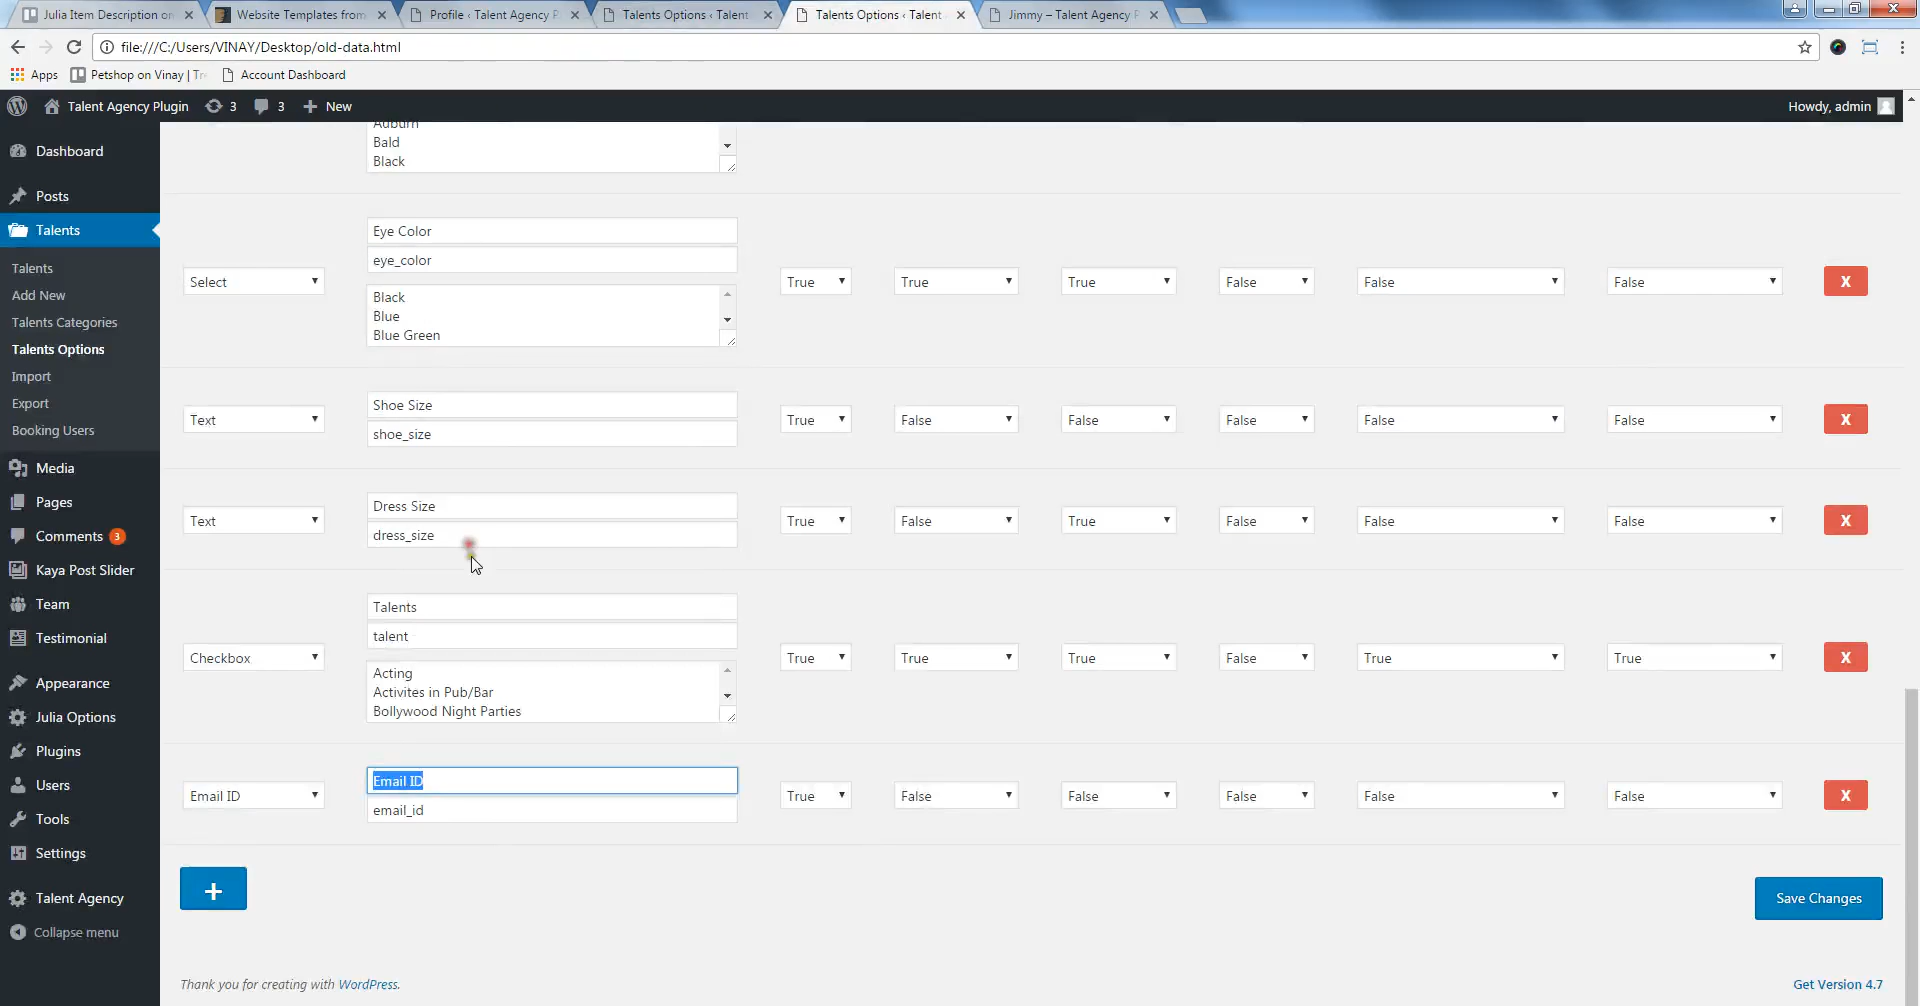 Julia Item Description on
Website Templates from
Profile ‹ Talent Agency P
Talents Options ‹ Talent
Talents Options ‹ Talent
Jimmy – Talent Agency P
file:///C:/Users/VINAY/Desktop/old-data.html
Apps
Petshop on Vinay | Tr
Account Dashboard
Talent Agency Plugin
3
3
New
Howdy, admin
Dashboard
Posts
Talents
Talents
Add New
Talents Categories
Talents Options
Import
Export
Booking Users
Media
Pages
Comments 3
Kaya Post Slider
Team
Testimonial
Appearance
Julia Options
Plugins
Users
Tools
Settings
Talent Agency
Collapse menu
Auburn
Bald
Black
Eye Color
eye_color
Select
True
True
True
False
False
False
X
Black
Blue
Blue Green
Shoe Size
Text
True
False
False
False
False
False
X
shoe_size
Dress Size
Text
True
False
True
False
False
False
X
dress_size
Talents
talent
Checkbox
True
True
True
False
True
True
X
Acting
Activites in Pub/Bar
Bollywood Night Parties
Email ID
Email ID
True
False
False
False
False
False
X
email_id
+
Save Changes
Thank you for creating with WordPress.
Get Version 4.7